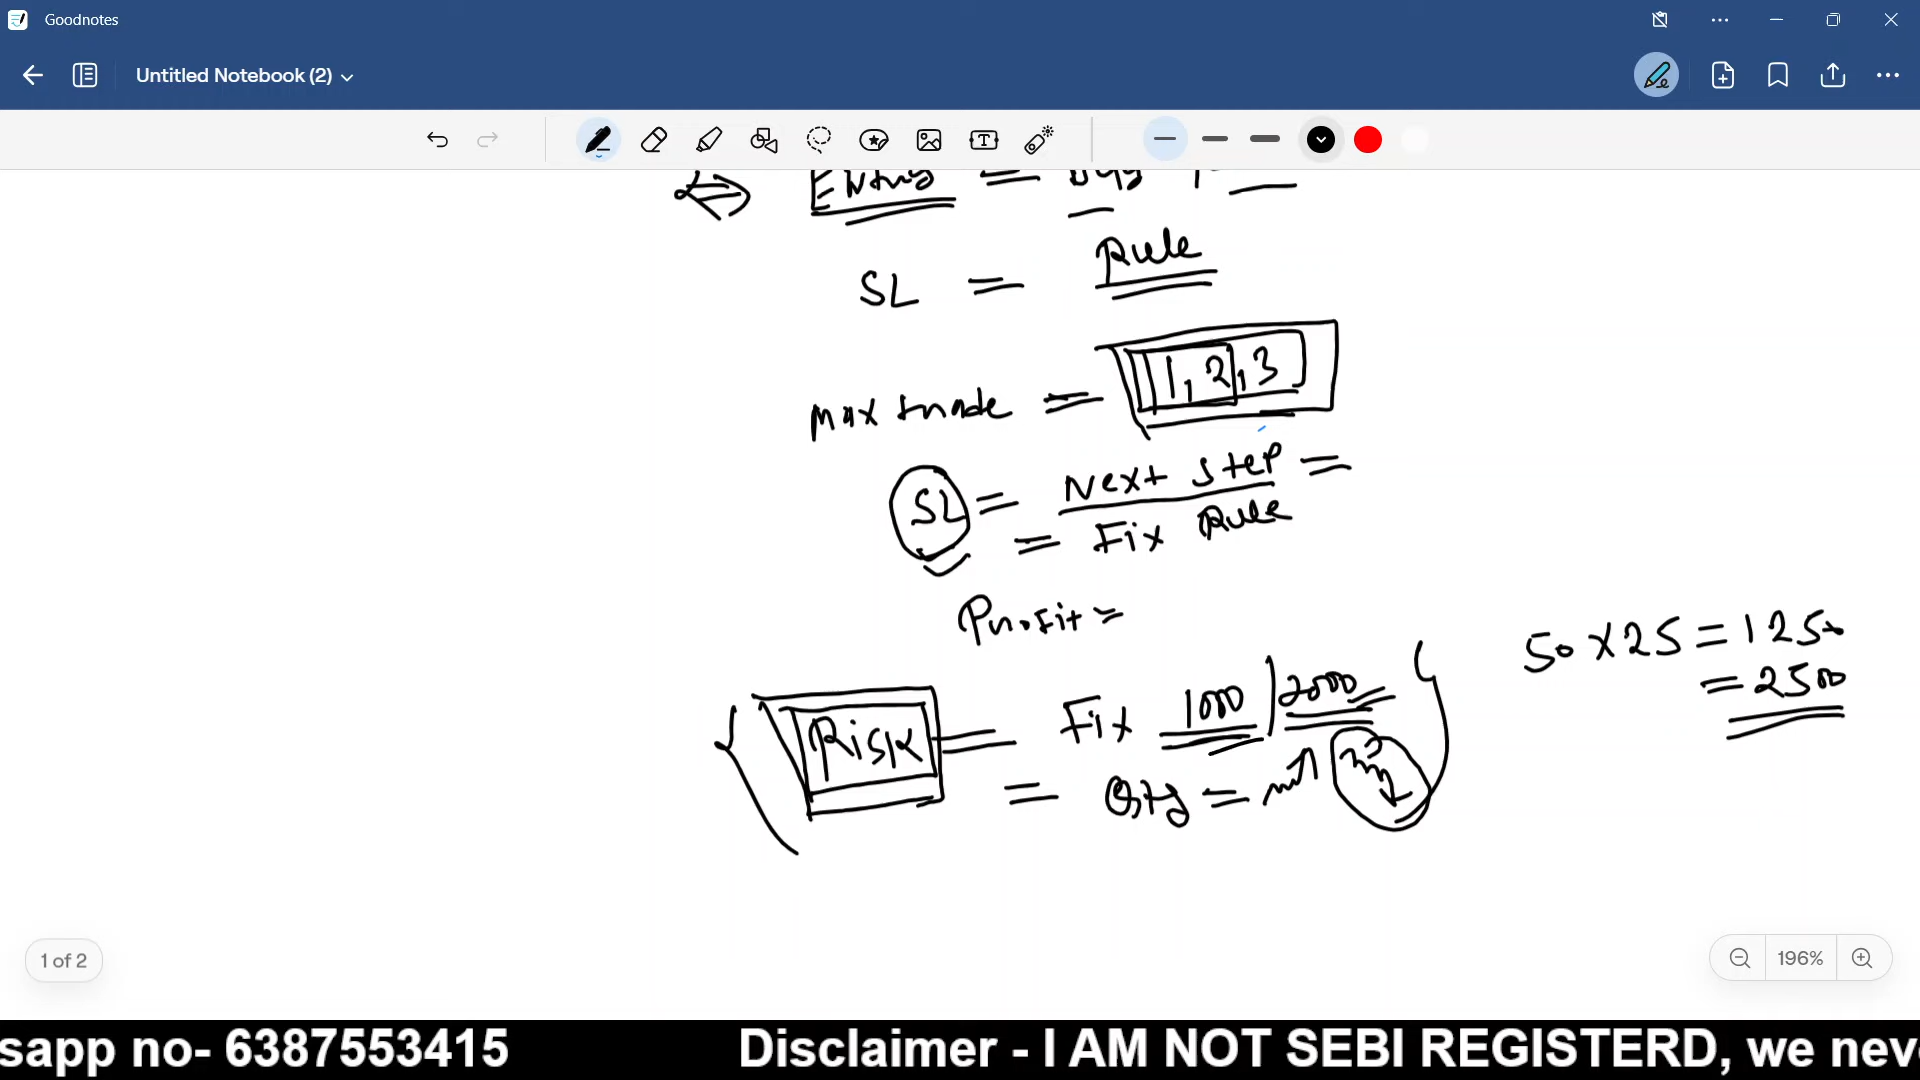 Goodnotes
Untitled Notebook (2)
Entry =
SL = Rule
Max trade = 1, 2, 3
SL = Next Step =
= Fix Rule
Profit =
50 X 25 = 1250
= 2500
Risk = Fix 1000 | 2000
= Qty =
1 of 2
196%
sapp no- 6387553415 Disclaimer - I AM NOT SEBI REGISTERD, we nev